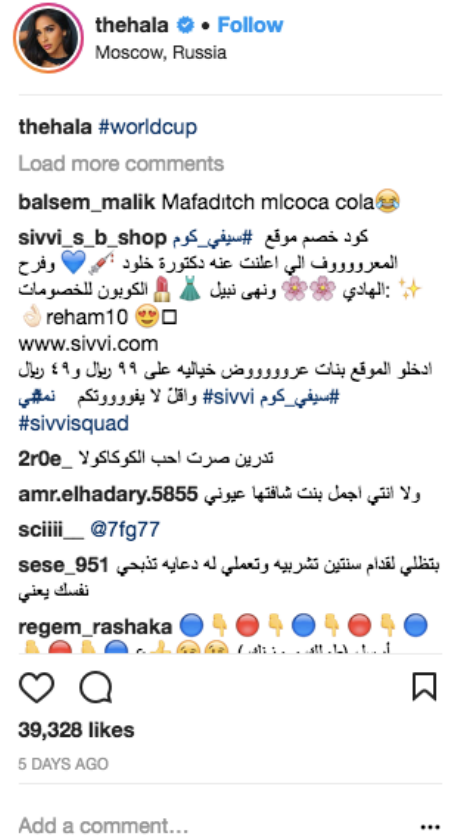 thehala • Follow
Moscow, Russia
thehala #worldcup
Load more comments
balsem_malik Mafadıtch mlcoca cola😂
sivvi_s_b_shop كود خصم موقع #سيفي_كوم
المعرووووف الي اعلنت عنه دكتورة خلود 💉💙 وفرح
الهادي 🌸🌸 ونهى نبيل 👗💄 الكوبون للخصومات: ✨
👌🏻reham10 😍□
www.sivvi.com
ادخلو الموقع بنات عروووووض خياليه على ٩٩ ريال و ٤٩ ريال
واقلّ لا يفوووتكم #نمشي #sivvi #سيفي_كوم
#sivvisquad
2r0e_ تدرين صرت احب الكوكاكولا
amr.elhadary.5855 ولا انتي اجمل بنت شافتها عيوني
sciiii__ @7fg77
sese_951 بتظلي لقدام سنتين تشربيه وتعملي له دعايه تذبحي
نفسك يعني
regem_rashaka 🔵👇🔴👇🔵👇🔴👇🔵
39,328 likes
5 DAYS AGO
Add a comment...